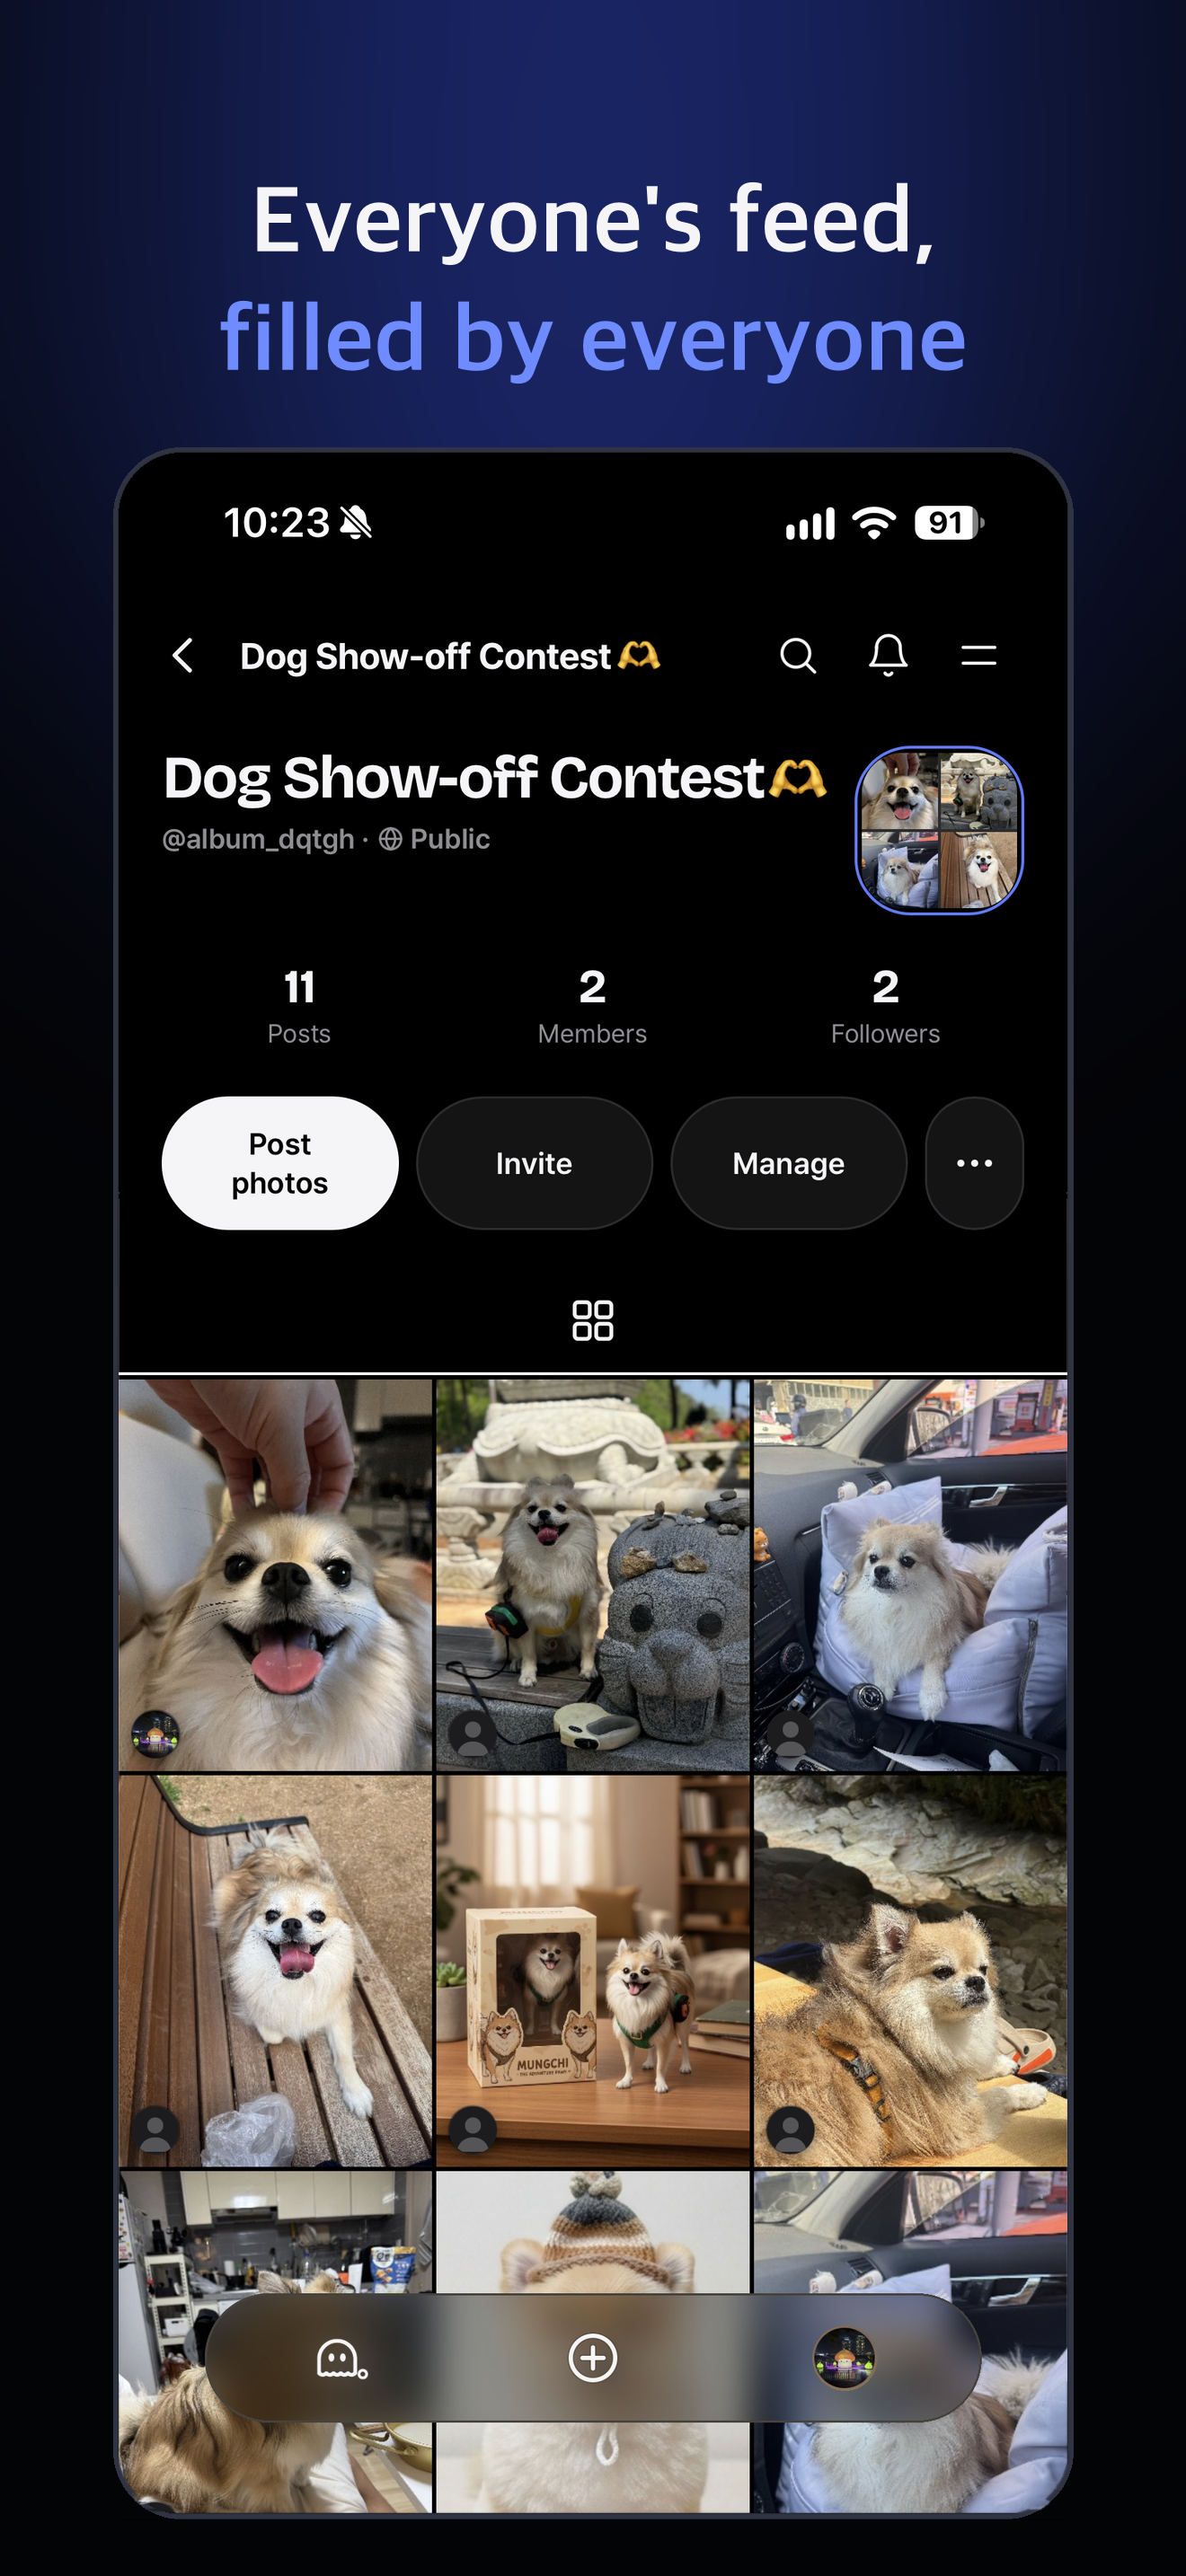 Everyone's feed,
filled by everyone
10:23
91
Dog Show-off Contest🫶
Dog Show-off Contest🫶
@album_dqtgh · Public
11
Posts
2
Members
2
Followers
Post
photos
Invite
Manage
MUNGCHI